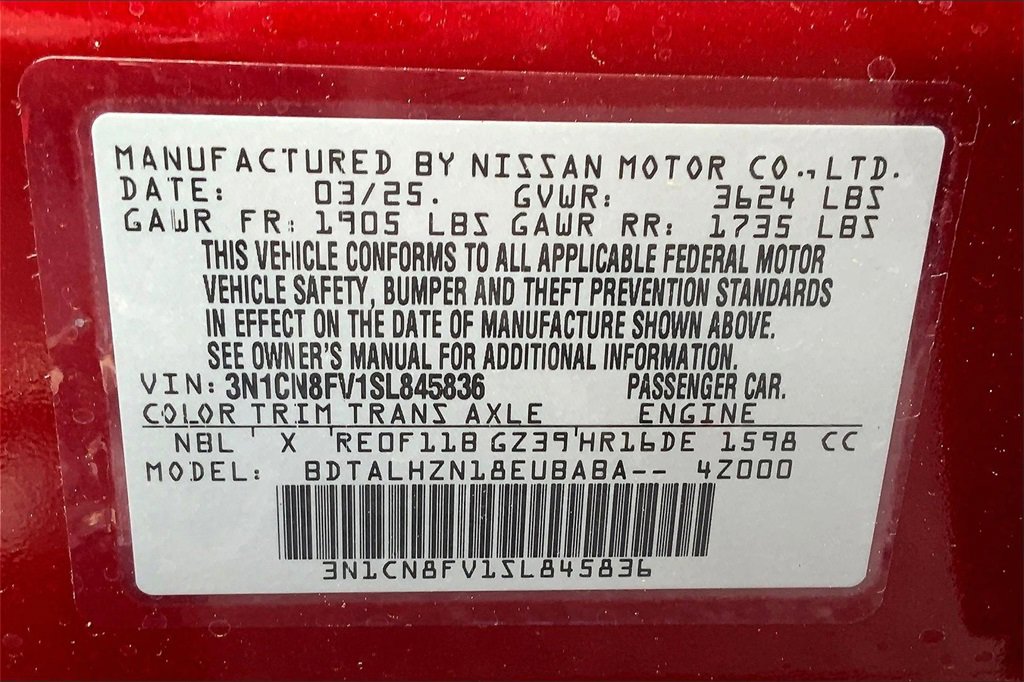 MANUFACTURED BY NISSAN MOTOR CO., LTD.
DATE: 03/25. GVWR: 3624 LBS
GAWR FR: 1905 LBS GAWR RR: 1735 LBS
THIS VEHICLE CONFORMS TO ALL APPLICABLE FEDERAL MOTOR
VEHICLE SAFETY, BUMPER AND THEFT PREVENTION STANDARDS
IN EFFECT ON THE DATE OF MANUFACTURE SHOWN ABOVE.
SEE OWNER'S MANUAL FOR ADDITIONAL INFORMATION.
VIN: 3N1CN8FV1SL845836 PASSENGER CAR.
COLOR TRIM TRANS AXLE ENGINE
NBL X RE0F11B GZ39 HR16DE 1598 CC
MODEL: BDTALHZN18EUBABA-- 4Z000
3N1CN8FV1SL845836